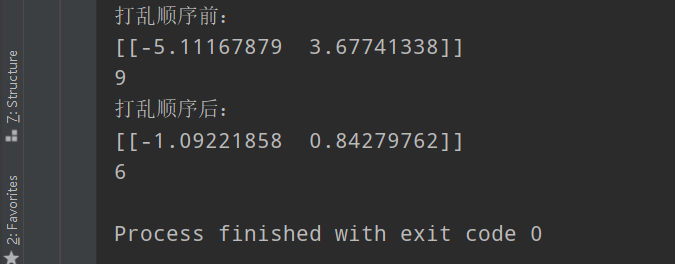 打乱顺序前:
[[-5.11167879  3.67741338]]
9
打乱顺序后:
[[-1.09221858  0.84279762]]
6
Process finished with exit code 0
7: Structure
2: Favorites